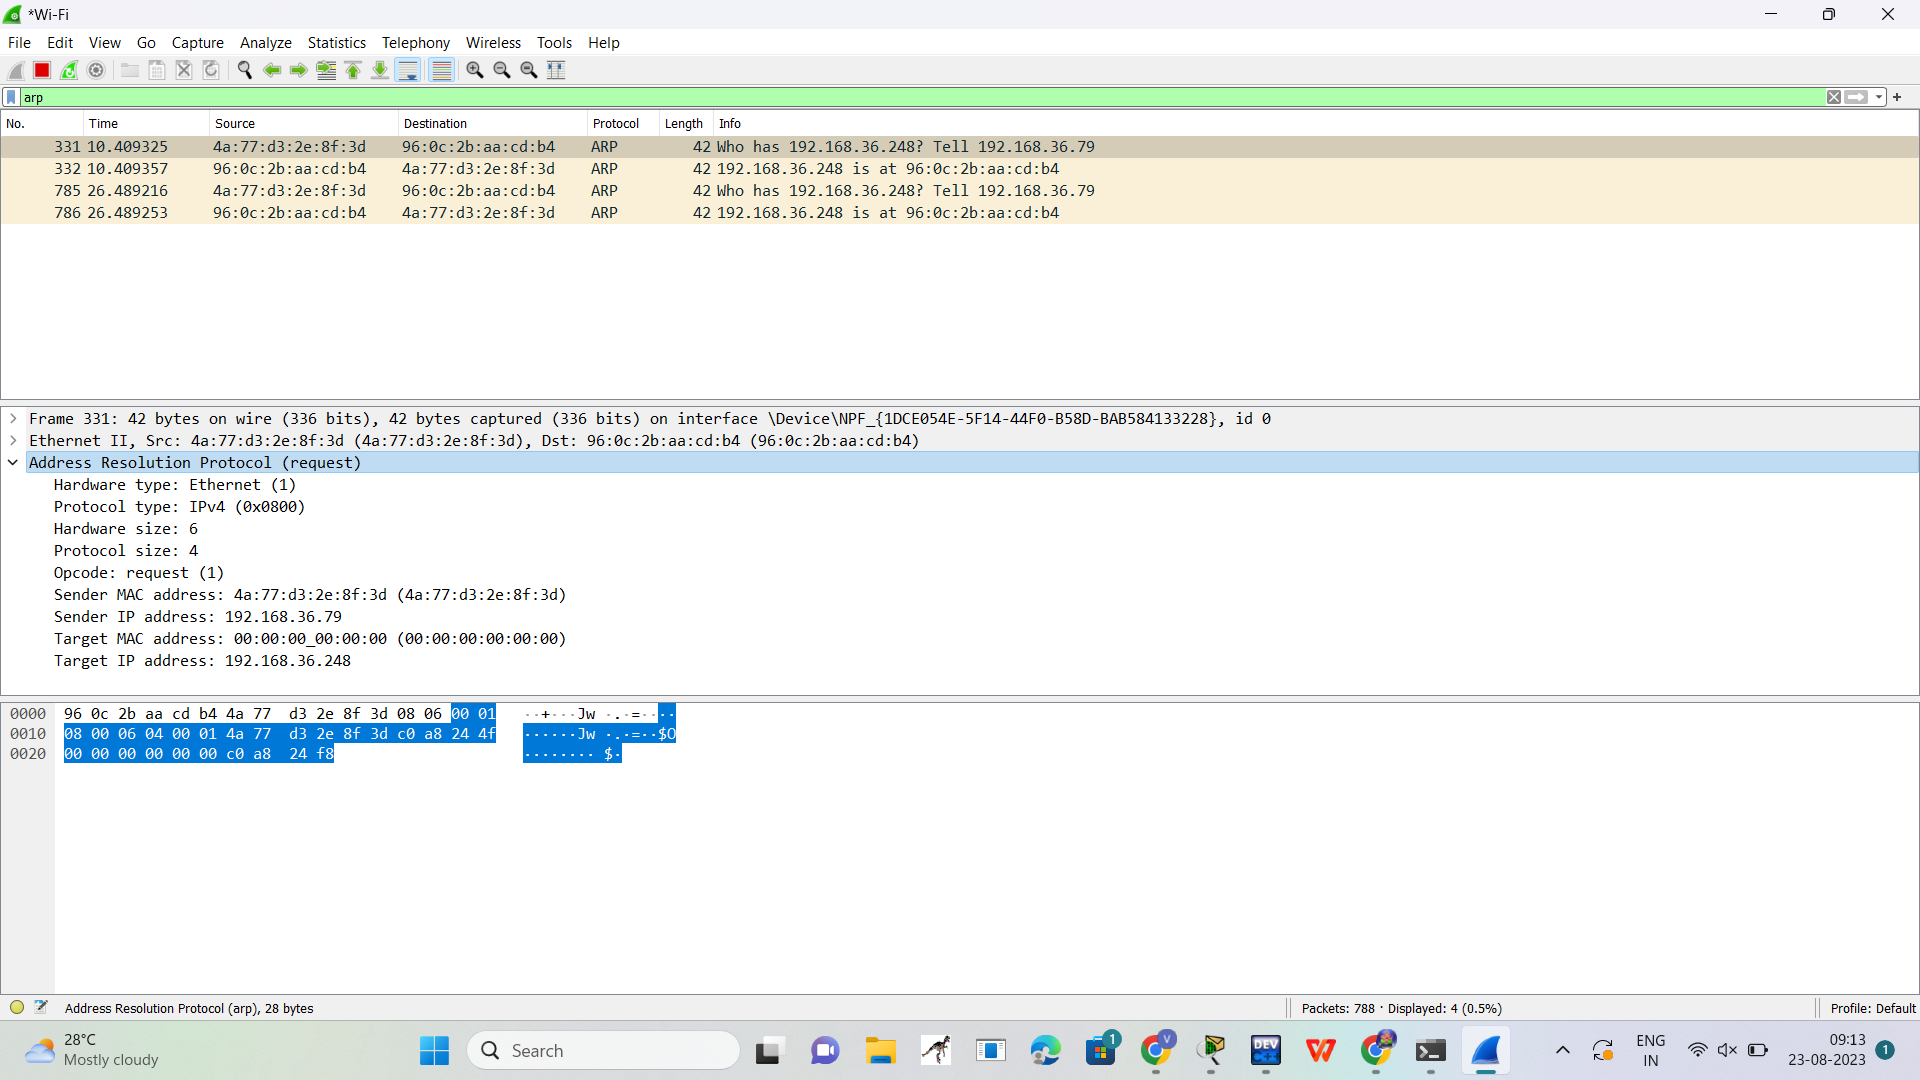 *Wi-Fi
File Edit View Go Capture Analyze Statistics Telephony Wireless Tools Help
arp
No. Time Source Destination Protocol Length Info
331 10.409325 4a:77:d3:2e:8f:3d 96:0c:2b:aa:cd:b4 ARP 42 Who has 192.168.36.248? Tell 192.168.36.79
332 10.409357 96:0c:2b:aa:cd:b4 4a:77:d3:2e:8f:3d ARP 42 192.168.36.248 is at 96:0c:2b:aa:cd:b4
785 26.489216 4a:77:d3:2e:8f:3d 96:0c:2b:aa:cd:b4 ARP 42 Who has 192.168.36.248? Tell 192.168.36.79
786 26.489253 96:0c:2b:aa:cd:b4 4a:77:d3:2e:8f:3d ARP 42 192.168.36.248 is at 96:0c:2b:aa:cd:b4
Frame 331: 42 bytes on wire (336 bits), 42 bytes captured (336 bits) on interface \Device\NPF_{1DCE054E-5F14-44F0-B58D-BAB584133228}, id 0
Ethernet II, Src: 4a:77:d3:2e:8f:3d (4a:77:d3:2e:8f:3d), Dst: 96:0c:2b:aa:cd:b4 (96:0c:2b:aa:cd:b4)
Address Resolution Protocol (request)
Hardware type: Ethernet (1)
Protocol type: IPv4 (0x0800)
Hardware size: 6
Protocol size: 4
Opcode: request (1)
Sender MAC address: 4a:77:d3:2e:8f:3d (4a:77:d3:2e:8f:3d)
Sender IP address: 192.168.36.79
Target MAC address: 00:00:00_00:00:00 (00:00:00:00:00:00)
Target IP address: 192.168.36.248
0000 96 0c 2b aa cd b4 4a 77 d3 2e 8f 3d 08 06 00 01 ··+···Jw ·.·=····
0010 08 00 06 04 00 01 4a 77 d3 2e 8f 3d c0 a8 24 4f ······Jw ·.·=··$O
0020 00 00 00 00 00 00 c0 a8 24 f8 ········ $·
Address Resolution Protocol (arp), 28 bytes
Packets: 788 · Displayed: 4 (0.5%)
Profile: Default
28°C
Mostly cloudy
Search
1
V
DEV
C++
ENG
IN
09:13
23-08-2023
1